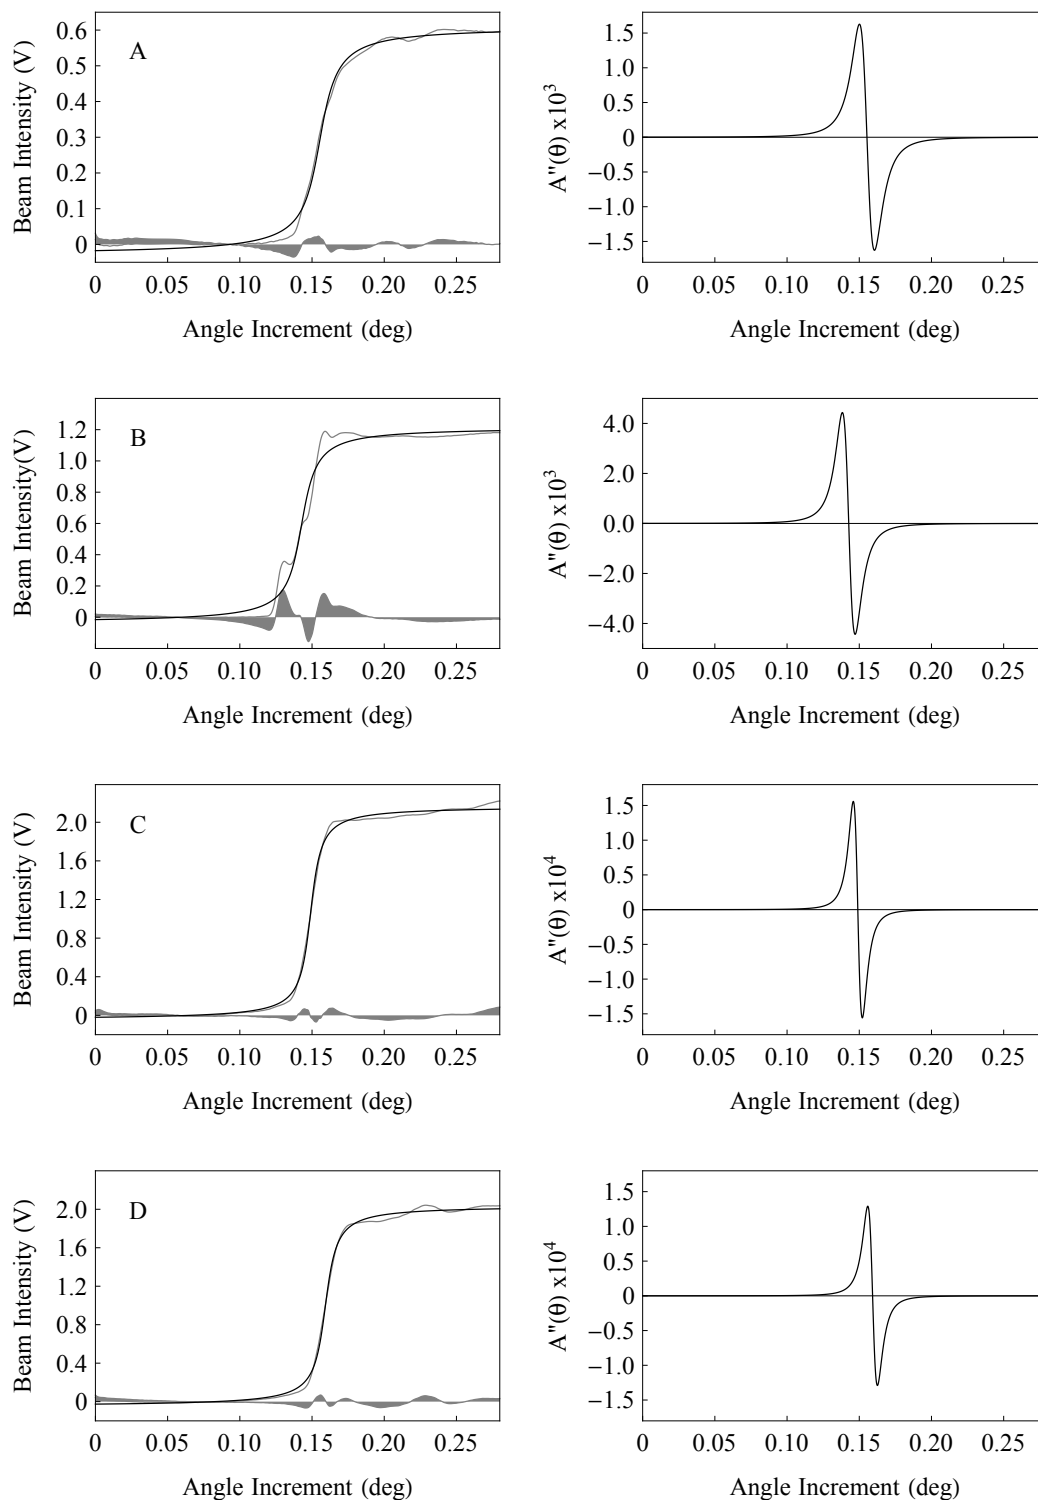 A
Beam Intensity (V)
0.6
0.5
0.3
0.2
0.1
0
0 0.05 0.10 0.15 0.20 0.25
Angle Increment (deg)
A''(θ) x10³
1.5
1.0
0.5
0
−0.5
−1.0
−1.5
0 0.05 0.10 0.15 0.20 0.25
Angle Increment (deg)
B
Beam Intensity(V)
1.2
1.0
0.8
0.6
0.4
0.2
0
0 0.05 0.10 0.15 0.20 0.25
Angle Increment (deg)
A''(θ) x10³
4.0
2.0
0.0
−2.0
−4.0
0 0.05 0.10 0.15 0.20 0.25
Angle Increment (deg)
C
Beam Intensity (V)
2.0
1.6
1.2
0.8
0.4
0
0 0.05 0.10 0.15 0.20 0.25
Angle Increment (deg)
A''(θ) x10⁴
1.5
1.0
0.5
0
−0.5
−1.0
−1.5
0 0.05 0.10 0.15 0.20 0.25
Angle Increment (deg)
D
Beam Intensity (V)
2.0
1.6
1.2
0.8
0.4
0
0 0.05 0.10 0.15 0.20 0.25
Angle Increment (deg)
A''(θ) x10⁴
1.5
1.0
0.5
0
−0.5
−1.0
−1.5
0 0.05 0.10 0.15 0.20 0.25
Angle Increment (deg)